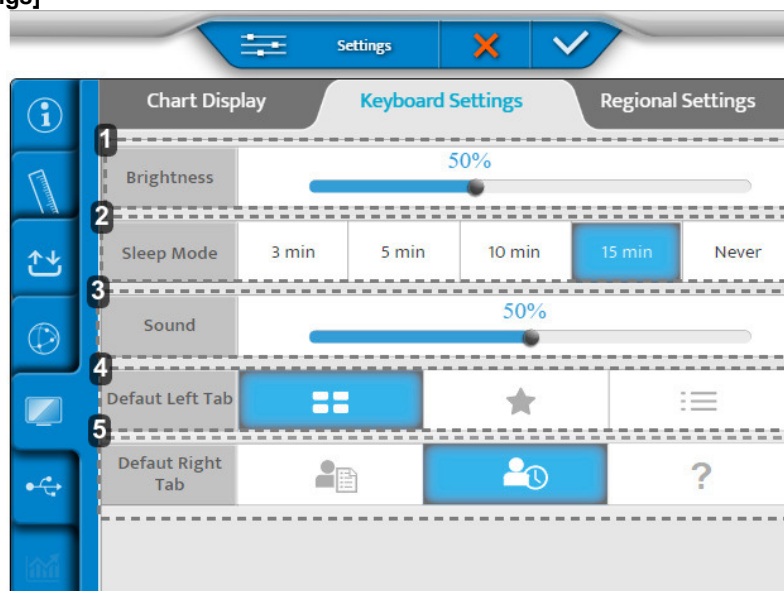 Settings
Chart Display Keyboard Settings Regional Settings
1
50%
Brightness
2
Sleep Mode 3 min 5 min 10 min 15 min Never
3
50%
Sound
4
Defaut Left Tab
5
Defaut Right
Tab
?